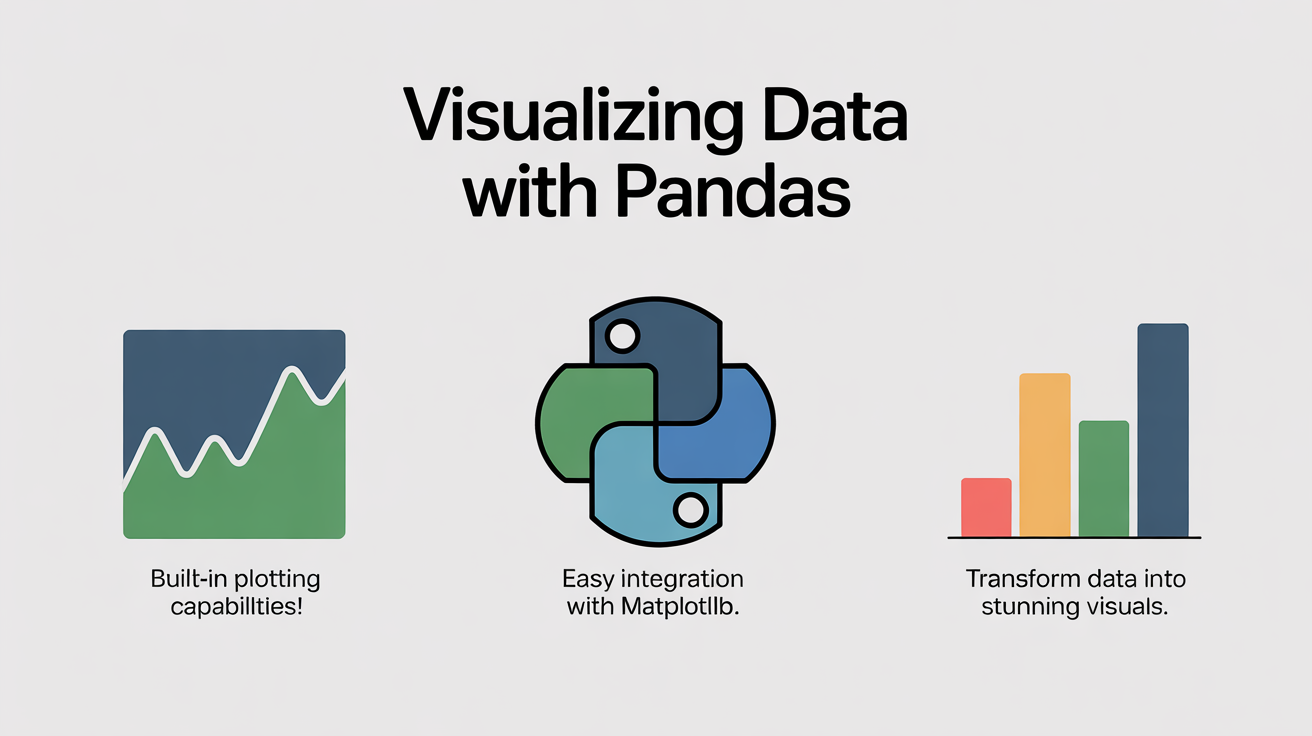 Visualizing Data
with Pandas
Built-in plotting
capabillties!
Easy integration
with Matplotllb.
Transform data into
stunning visuals.